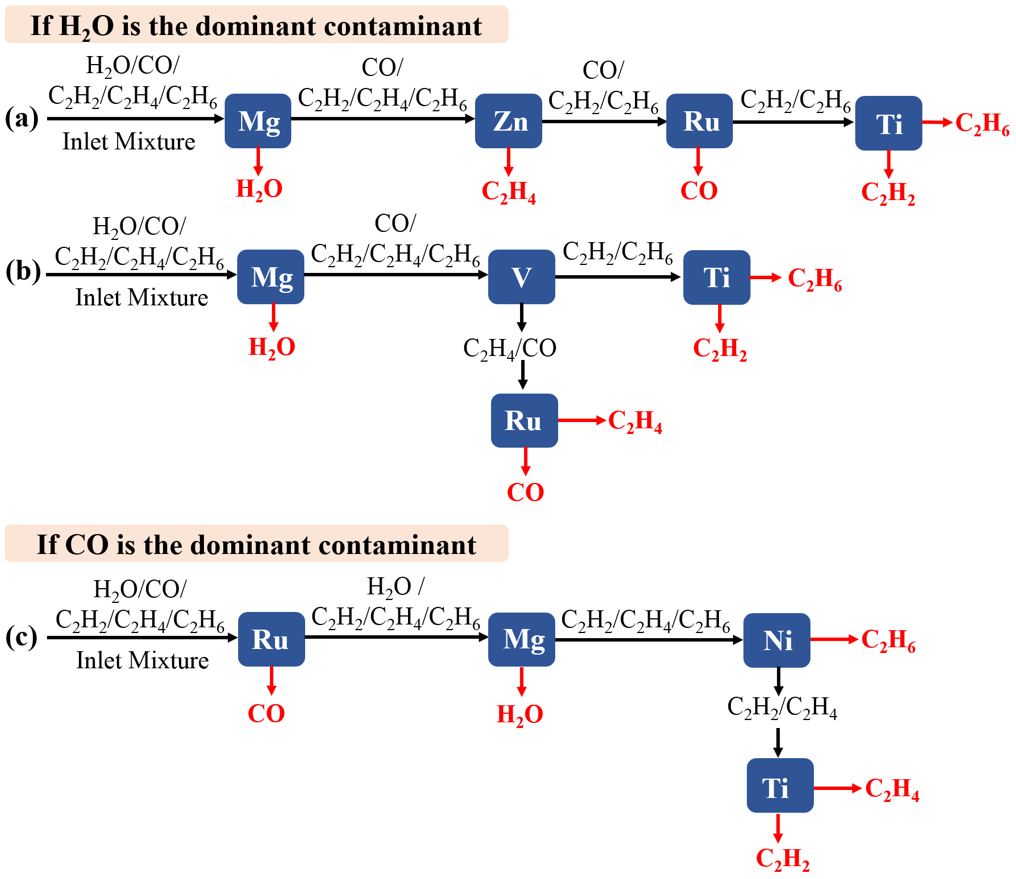 If H₂O is the dominant contaminant
(a)
H₂O/CO/
C₂H₂/C₂H₄/C₂H₆
Inlet Mixture
Mg
H₂O
CO/
C₂H₂/C₂H₄/C₂H₆
Zn
C₂H₄
CO/
C₂H₂/C₂H₆
Ru
CO
C₂H₂/C₂H₆
Ti
C₂H₆
C₂H₂
(b)
H₂O/CO/
C₂H₂/C₂H₄/C₂H₆
Inlet Mixture
Mg
H₂O
CO/
C₂H₂/C₂H₄/C₂H₆
V
C₂H₂/C₂H₆
Ti
C₂H₆
C₂H₂
C₂H₄/CO
Ru
C₂H₄
CO
If CO is the dominant contaminant
(c)
H₂O/CO/
C₂H₂/C₂H₄/C₂H₆
Inlet Mixture
Ru
CO
H₂O /
C₂H₂/C₂H₄/C₂H₆
Mg
H₂O
C₂H₂/C₂H₄/C₂H₆
Ni
C₂H₆
C₂H₂/C₂H₄
Ti
C₂H₄
C₂H₂